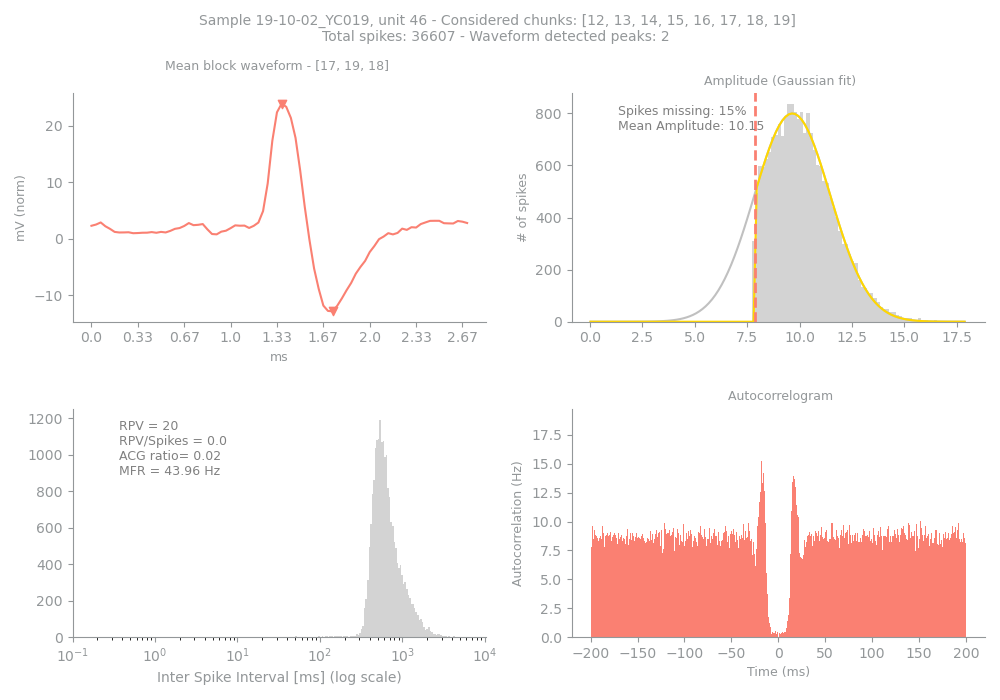 Sample 19-10-02_YC019, unit 46 - Considered chunks: [12, 13, 14, 15, 16, 17, 18, 19]
Total spikes: 36607 - Waveform detected peaks: 2
Mean block waveform - [17, 19, 18]
mV (norm)
20
10
0
−10
0.0 0.33 0.67 1.0 1.33 1.67 2.0 2.33 2.67
ms
Amplitude (Gaussian fit)
Spikes missing: 15%
Mean Amplitude: 10.15
# of spikes
800
600
400
200
0
0.0 2.5 5.0 7.5 10.0 12.5 15.0 17.5
RPV = 20
RPV/Spikes = 0.0
ACG ratio= 0.02
MFR = 43.96 Hz
1200
1000
800
600
400
200
0
10⁻¹ 10⁰ 10¹ 10² 10³ 10⁴
Inter Spike Interval [ms] (log scale)
Autocorrelogram
Autocorrelation (Hz)
17.5
15.0
12.5
10.0
7.5
5.0
2.5
0.0
−200 −150 −100 −50 0 50 100 150 200
Time (ms)